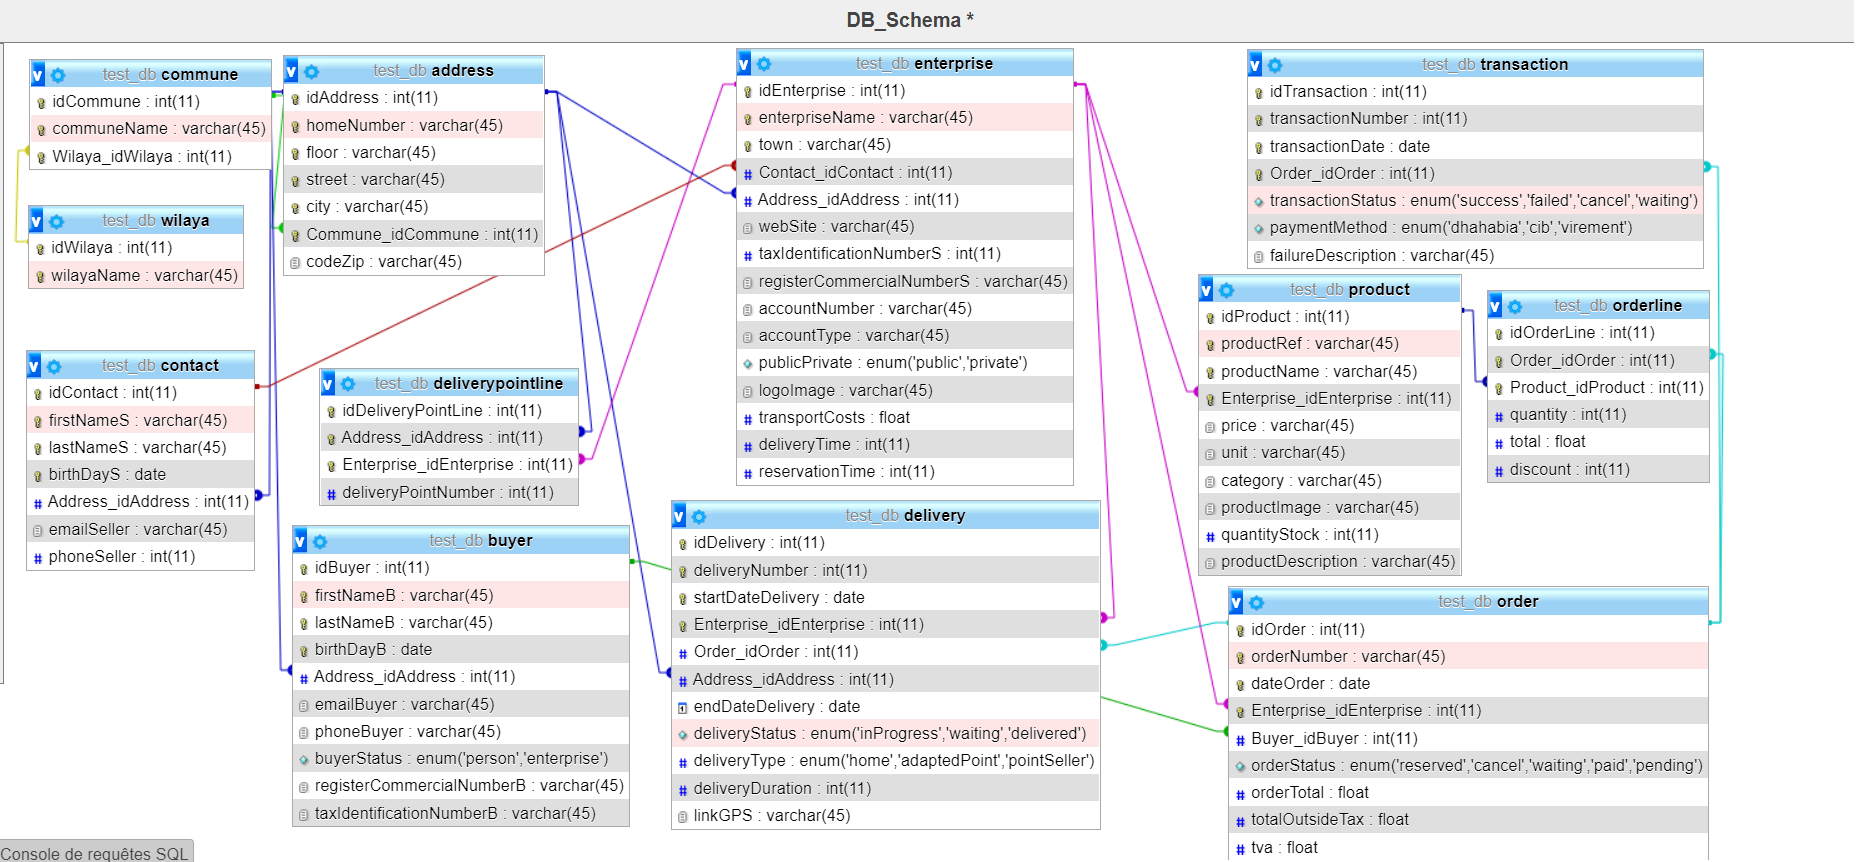 DB_Schema *
test_db commune
idCommune : int(11)
communeName : varchar(45)
Wilaya_idWilaya : int(11)
test_db wilaya
idWilaya : int(11)
wilayaName : varchar(45)
test_db contact
idContact : int(11)
firstNameS : varchar(45)
lastNameS : varchar(45)
birthDayS : date
Address_idAddress : int(11)
emailSeller : varchar(45)
phoneSeller : int(11)
test_db address
idAddress : int(11)
homeNumber : varchar(45)
floor : varchar(45)
street : varchar(45)
city : varchar(45)
Commune_idCommune : int(11)
codeZip : varchar(45)
test_db deliverypointline
idDeliveryPointLine : int(11)
Address_idAddress : int(11)
Enterprise_idEnterprise : int(11)
deliveryPointNumber : int(11)
test_db buyer
idBuyer : int(11)
firstNameB : varchar(45)
lastNameB : varchar(45)
birthDayB : date
Address_idAddress : int(11)
emailBuyer : varchar(45)
phoneBuyer : varchar(45)
buyerStatus : enum('person','enterprise')
registerCommercialNumberB : varchar(45)
taxIdentificationNumberB : varchar(45)
test_db enterprise
idEnterprise : int(11)
enterpriseName : varchar(45)
town : varchar(45)
Contact_idContact : int(11)
Address_idAddress : int(11)
webSite : varchar(45)
taxIdentificationNumberS : int(11)
registerCommercialNumberS : varchar(45)
accountNumber : varchar(45)
accountType : varchar(45)
publicPrivate : enum('public','private')
logoImage : varchar(45)
transportCosts : float
deliveryTime : int(11)
reservationTime : int(11)
test_db delivery
idDelivery : int(11)
deliveryNumber : int(11)
startDateDelivery : date
Enterprise_idEnterprise : int(11)
Order_idOrder : int(11)
Address_idAddress : int(11)
endDateDelivery : date
deliveryStatus : enum('inProgress','waiting','delivered')
deliveryType : enum('home','adaptedPoint','pointSeller')
deliveryDuration : int(11)
linkGPS : varchar(45)
test_db transaction
idTransaction : int(11)
transactionNumber : int(11)
transactionDate : date
Order_idOrder : int(11)
transactionStatus : enum('success','failed','cancel','waiting')
paymentMethod : enum('dhahabia','cib','virement')
failureDescription : varchar(45)
test_db product
idProduct : int(11)
productRef : varchar(45)
productName : varchar(45)
Enterprise_idEnterprise : int(11)
price : varchar(45)
unit : varchar(45)
category : varchar(45)
productImage : varchar(45)
quantityStock : int(11)
productDescription : varchar(45)
test_db orderline
idOrderLine : int(11)
Order_idOrder : int(11)
Product_idProduct : int(11)
quantity : int(11)
total : float
discount : int(11)
test_db order
idOrder : int(11)
orderNumber : varchar(45)
dateOrder : date
Enterprise_idEnterprise : int(11)
Buyer_idBuyer : int(11)
orderStatus : enum('reserved','cancel','waiting','paid','pending')
orderTotal : float
totalOutsideTax : float
tva : float
Console de requêtes SQL